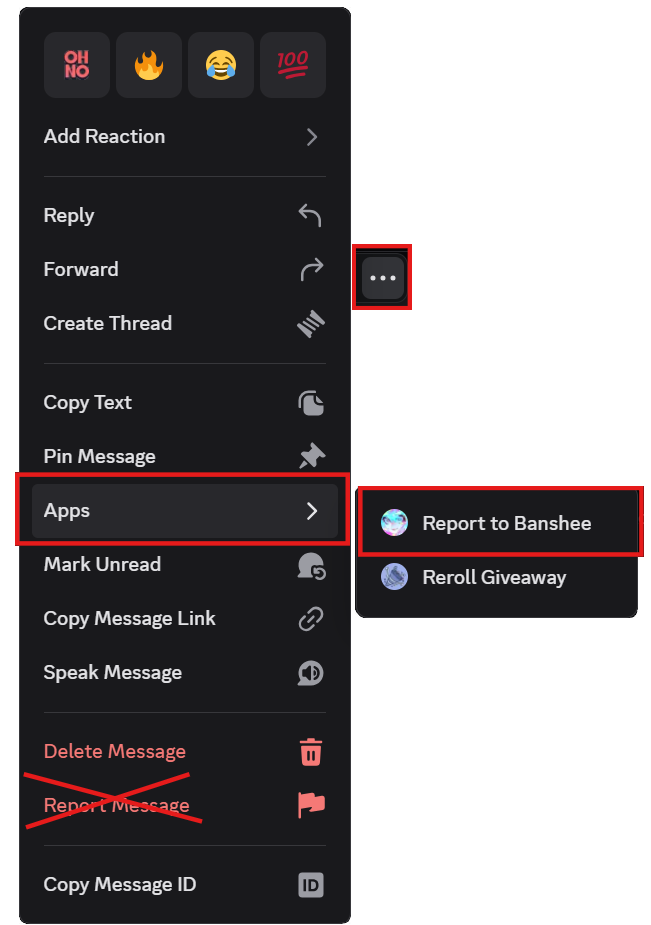 OH
NO
100
Add Reaction
Reply
Forward
Create Thread
Copy Text
Pin Message
Apps
Report to Banshee
Mark Unread
Reroll Giveaway
Copy Message Link
Speak Message
Delete Message
Report Message
Copy Message ID
ID